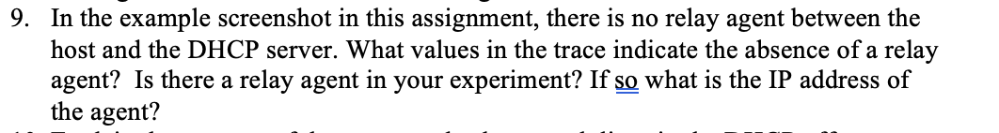 9. In the example screenshot in this assignment, there is no relay agent between the
host and the DHCP server. What values in the trace indicate the absence of a relay
agent? Is there a relay agent in your experiment? If so what is the IP address of
the agent?